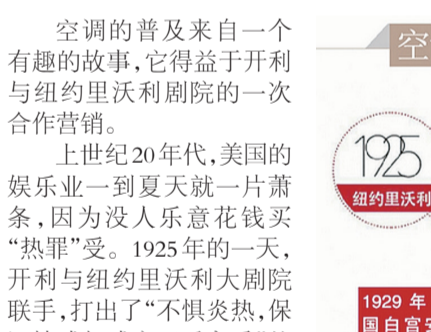 空调的普及来自一个
有趣的故事，它得益于开利
与纽约里沃利剧院的一次
合作营销。
上世纪20年代，美国的
娱乐业一到夏天就一片萧
条，因为没人乐意花钱买
“热罪”受。1925年的一天，
开利与纽约里沃利大剧院
联手，打出了“不惧炎热，保
空
1925
纽约里沃利
1929 年
国自富